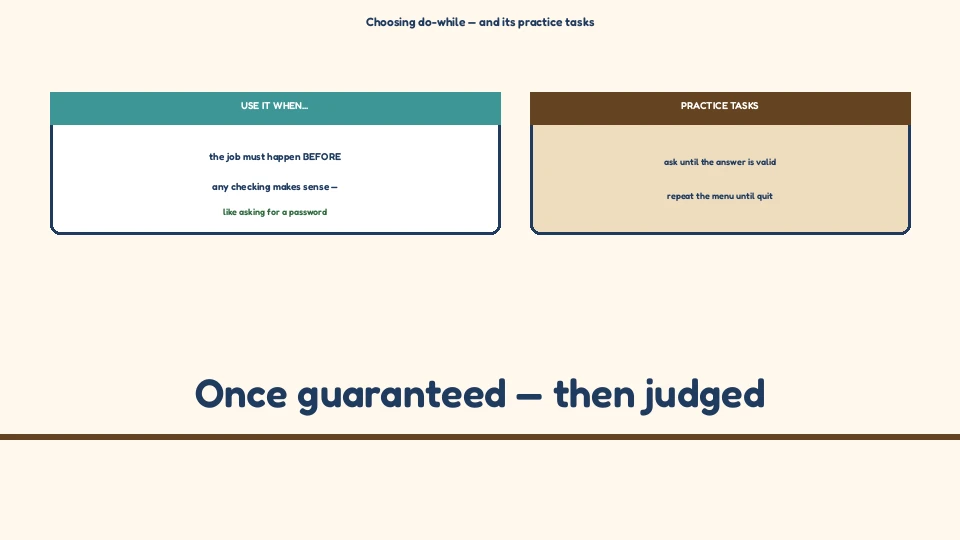 Choosing do-while — and its practice tasks
USE IT WHEN...
the job must happen BEFORE
any checking makes sense —
like asking for a password
PRACTICE TASKS
ask until the answer is valid
repeat the menu until quit
Once guaranteed — then judged